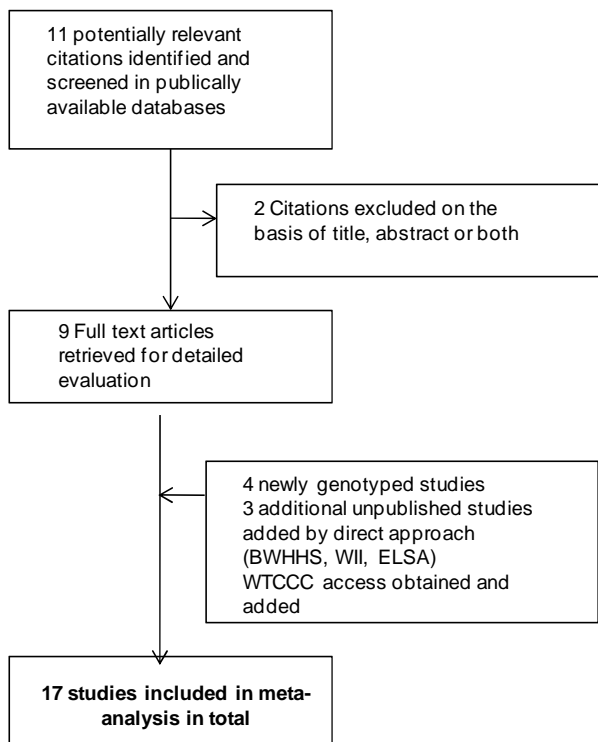 11 potentially relevant
citations identified and
screened in publically
available databases
2 Citations excluded on the
basis of title, abstract or both
9 Full text articles
retrieved for detailed
evaluation
4 newly genotyped studies
3 additional unpublished studies
added by direct approach
(BWHHS, WII, ELSA)
WTCCC access obtained and
added
17 studies included in meta-
analysis in total